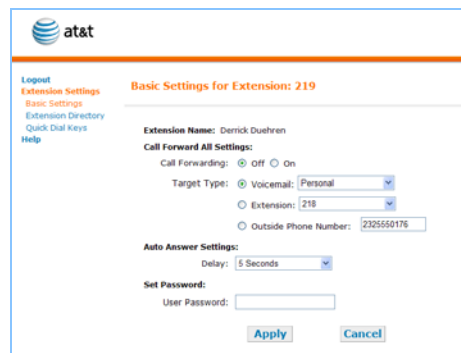 at&t
Logout
Extension Settings
Basic Settings
Extension Directory
Quick Dial Keys
Help
Basic Settings for Extension: 219
Extension Name: Derrick Duehren
Call Forward All Settings:
Call Forwarding: Off On
Target Type: Voicemail: Personal
Extension: 218
Outside Phone Number: 2325550176
Auto Answer Settings:
Delay: 5 Seconds
Set Password:
User Password:
Apply Cancel